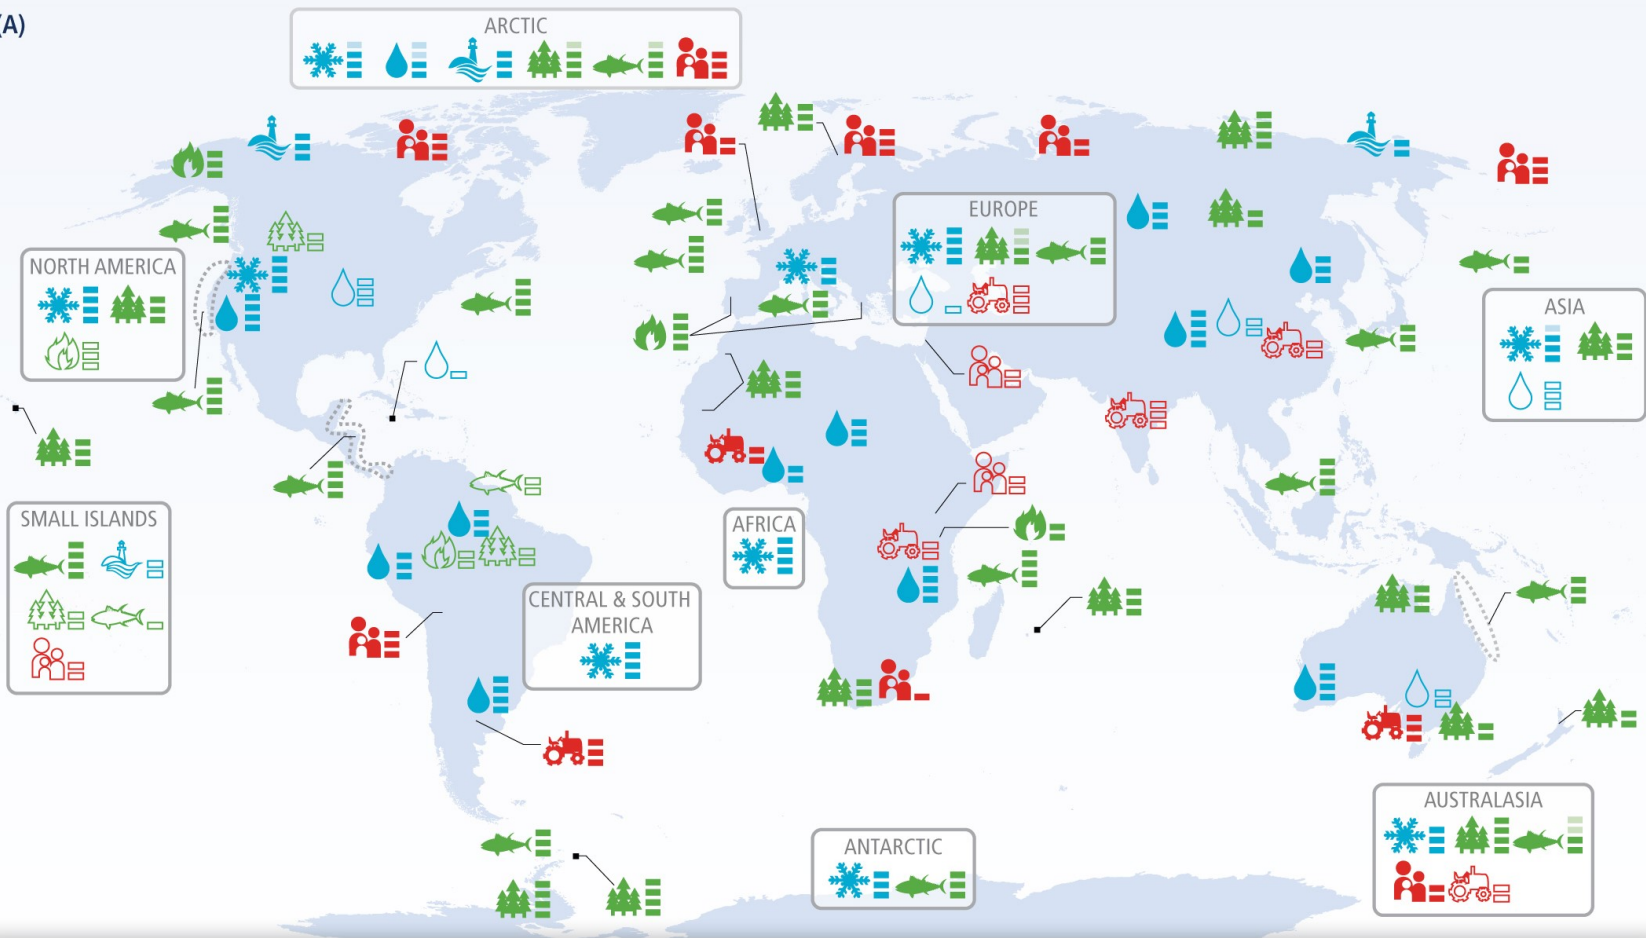 (A)
ARCTIC
EUROPE
NORTH AMERICA
ASIA
SMALL ISLANDS
AFRICA
CENTRAL & SOUTH
AMERICA
AUSTRALASIA
ANTARCTIC